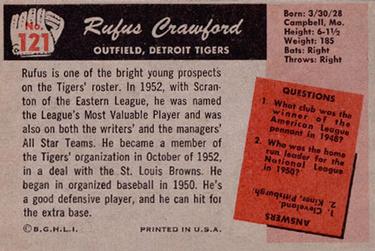 No.
121
Rufus Crawford
OUTFIELD, DETROIT TIGERS
Born: 3/30/28
Campbell, Mo.
Height: 6-1½
Weight: 185
Bats: Right
Throws: Right
Rufus is one of the bright young prospects
on the Tigers' roster. In 1952, with Scran-
ton of the Eastern League, he was named
the League's Most Valuable Player and was
also on both the writers' and the managers'
All Star Teams. He became a member of
the Tigers' organization in October of 1952,
in a deal with the St. Louis Browns. He
began in organized baseball in 1950. He's
a good defensive player, and he can hit for
the extra base.
©B.G.H.L.I.
PRINTED IN U.S.A.
QUESTIONS
1. What club was the
winner of the
American League
pennant in 1948?
2. Who was the home
run leader for the
National League
in 1950?
ANSWERS
1. Cleveland.
2. Kiner, Pittsburgh.